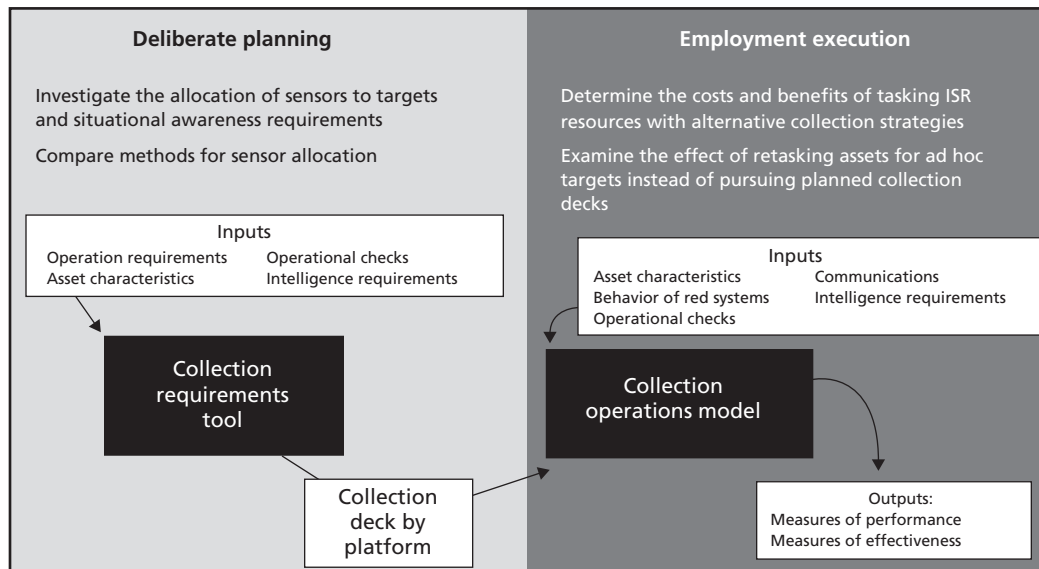 Deliberate planning
Investigate the allocation of sensors to targets
and situational awareness requirements
Compare methods for sensor allocation
Inputs
Operation requirements Operational checks
Asset characteristics Intelligence requirements
Collection
requirements
tool
Collection
deck by
platform
Employment execution
Determine the costs and benefits of tasking ISR
resources with alternative collection strategies
Examine the effect of retasking assets for ad hoc
targets instead of pursuing planned collection
decks
Inputs
Asset characteristics Communications
Behavior of red systems Intelligence requirements
Operational checks
Collection
operations model
Outputs:
Measures of performance
Measures of effectiveness